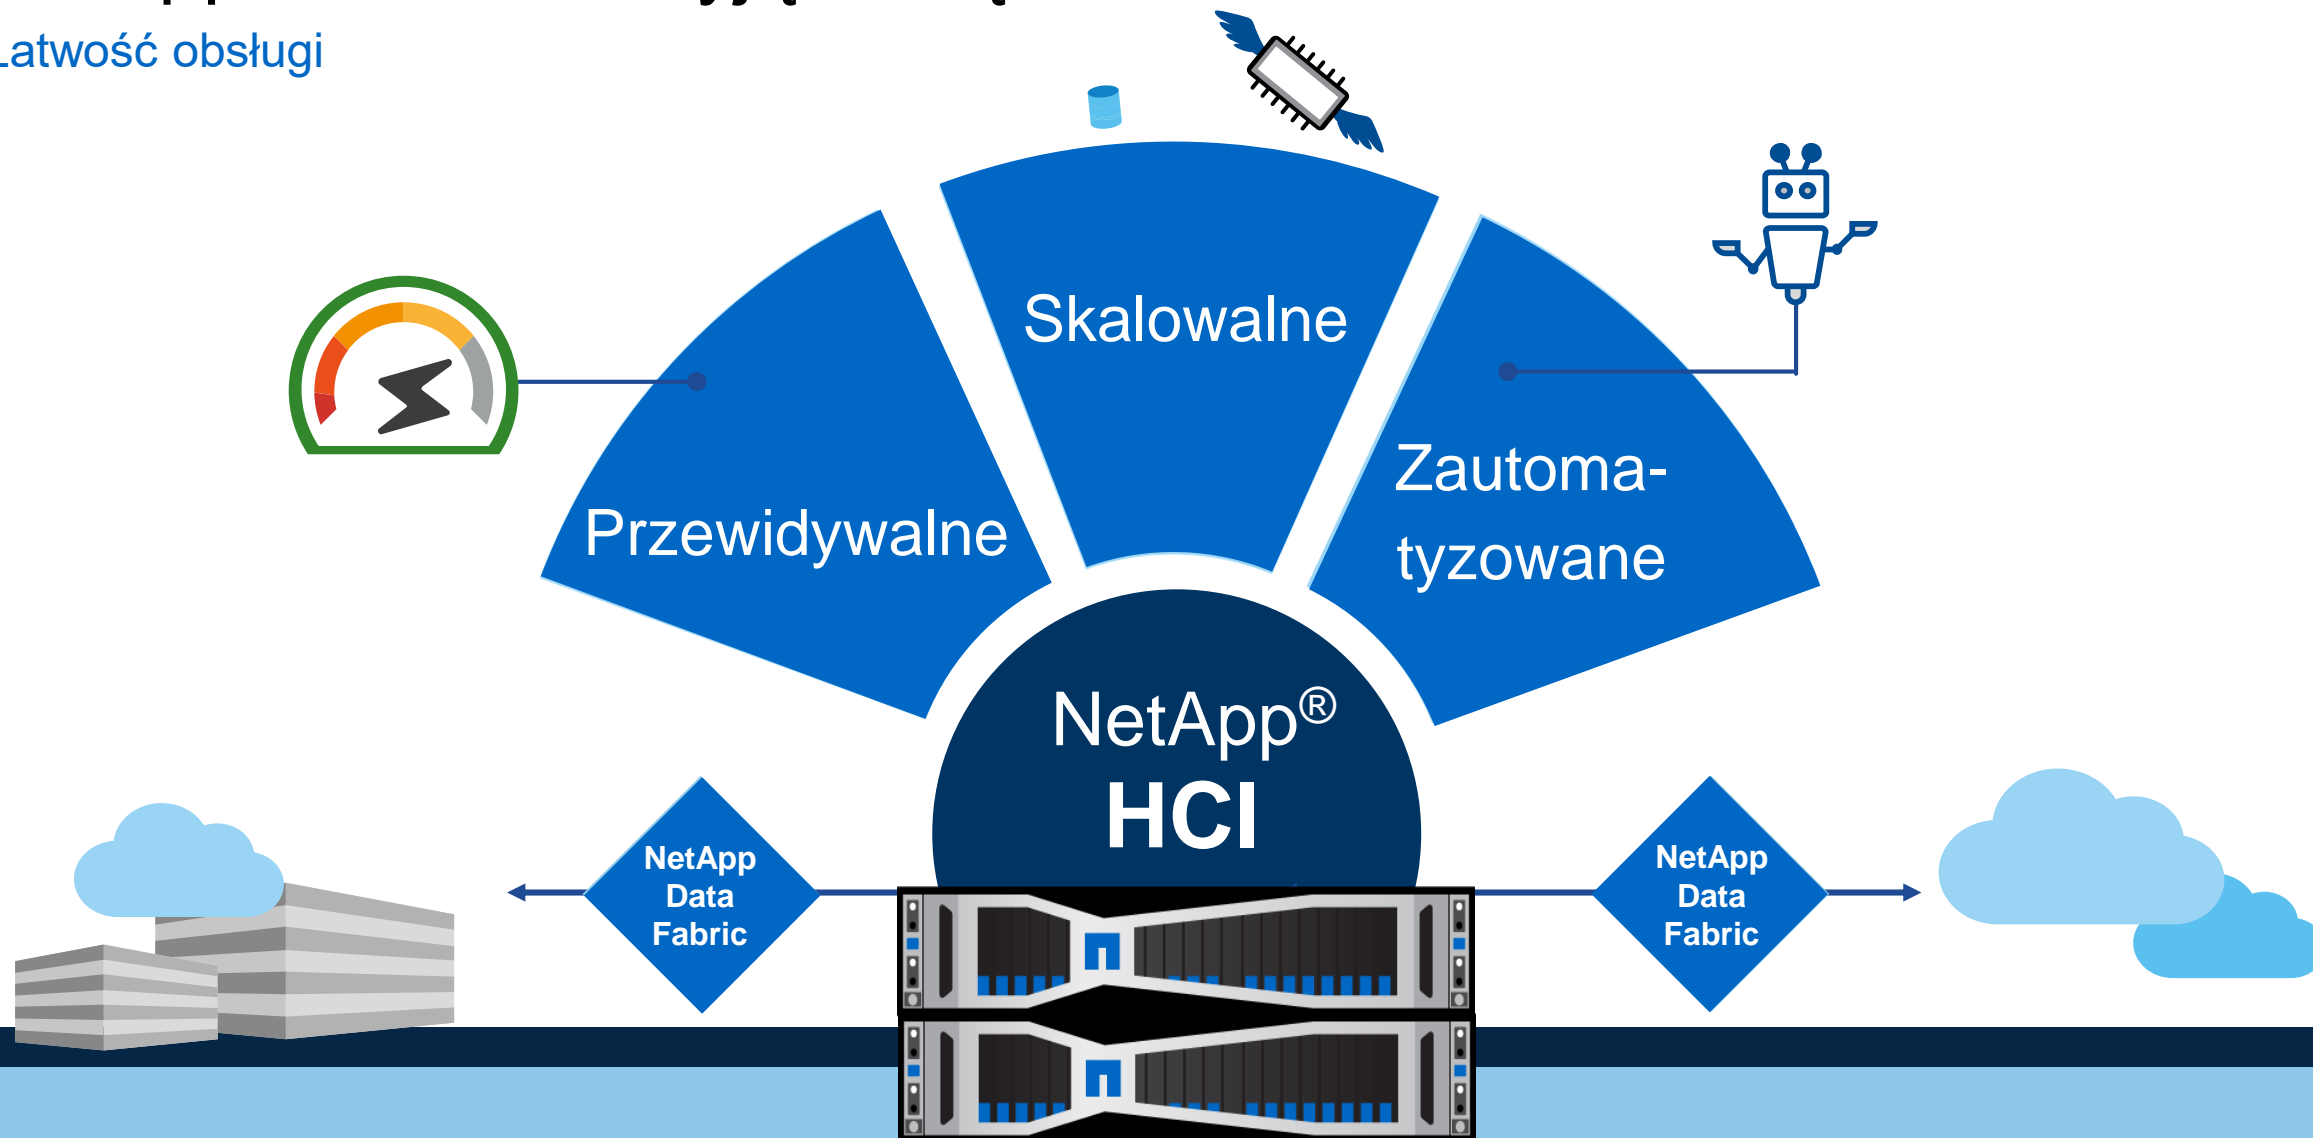 Łatwość obsługi
Skalowalne
Przewidywalne
Zautoma-
tyzowane
NetApp®
HCI
NetApp
Data
Fabric
NetApp
Data
Fabric